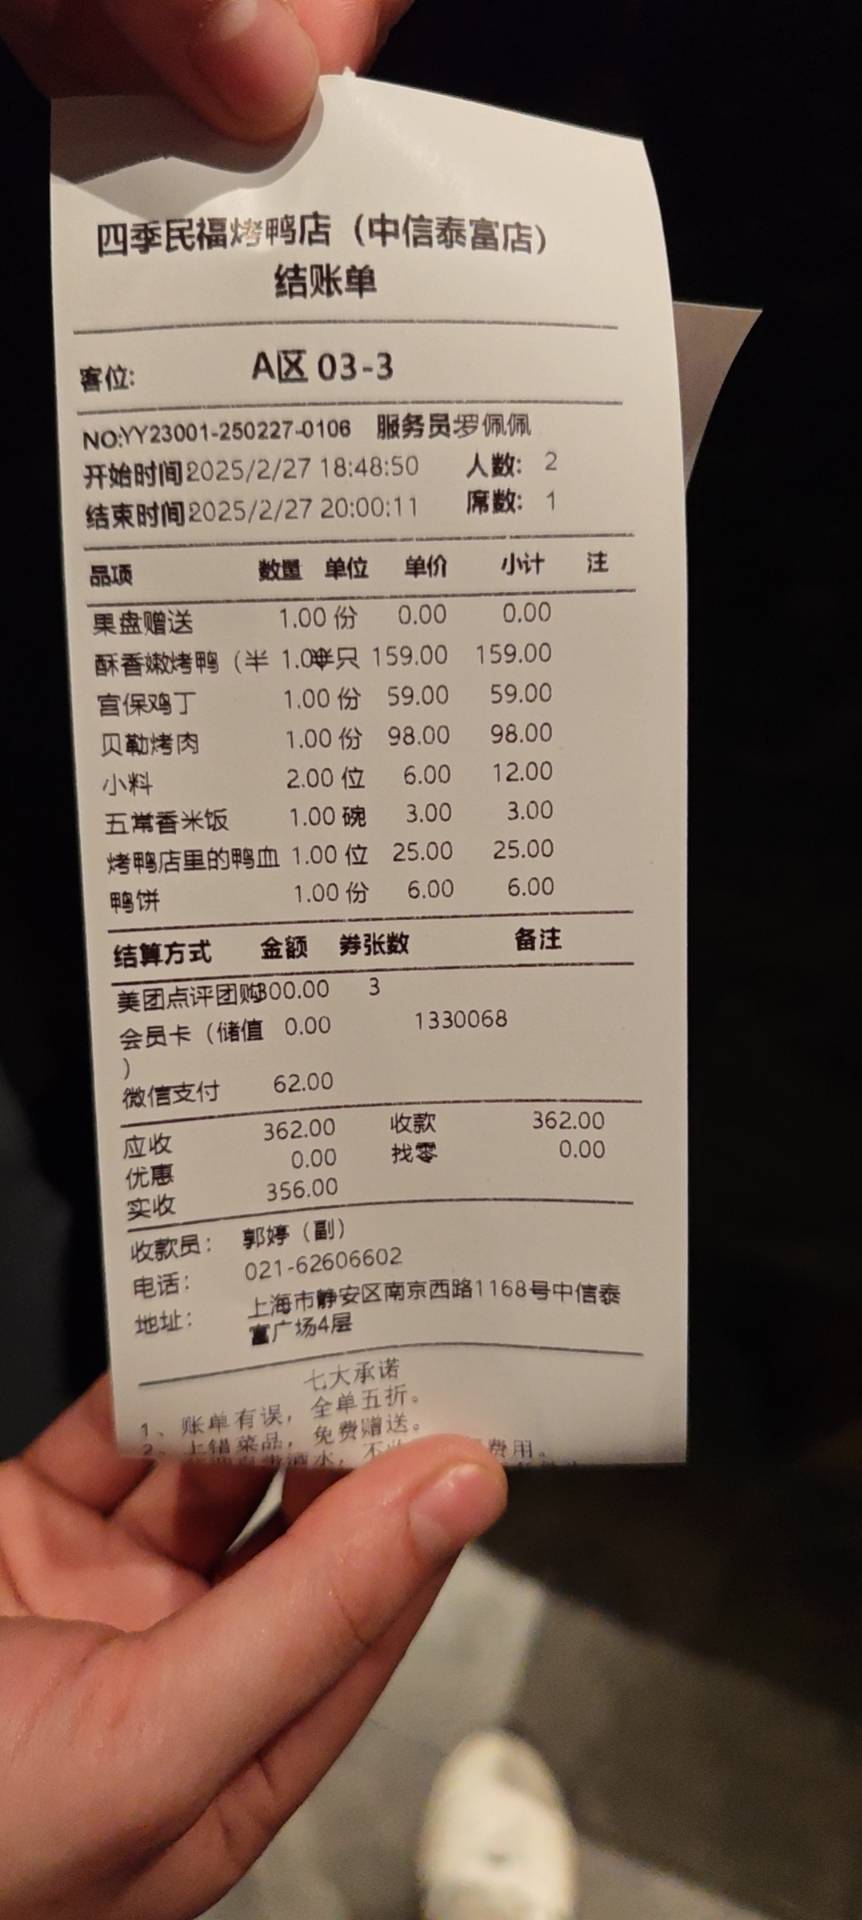 四季民福烤鸭店（中信泰富店)
结账单
客位: A区 03-3
NO:YY23001-250227-0106 服务员:罗佩佩
开始时间2025/2/27 18:48:50 人数: 2
结束时间2025/2/27 20:00:11 席数: 1
品项 数量 单位 单价 小计 注
果盘赠送 1.00 份 0.00 0.00
酥香嫩烤鸭（半 1.00半只 159.00 159.00
宫保鸡丁 1.00 份 59.00 59.00
贝勒烤肉 1.00 份 98.00 98.00
小料 2.00 位 6.00 12.00
五常香米饭 1.00 碗 3.00 3.00
烤鸭店里的鸭血 1.00 位 25.00 25.00
鸭饼 1.00 份 6.00 6.00
结算方式 金额 券张数 备注
美团点评团购300.00 3
会员卡（储值 0.00 1330068
）
微信支付 62.00
应收 362.00 收款 362.00
优惠 0.00 找零 0.00
实收 356.00
收款员: 郭婷（副）
电话: 021-62606602
地址: 上海市静安区南京西路1168号中信泰
富广场4层
七大承诺
1、账单有误，全单五折。
2、上错菜品，免费赠送。
酒水，不 费用。